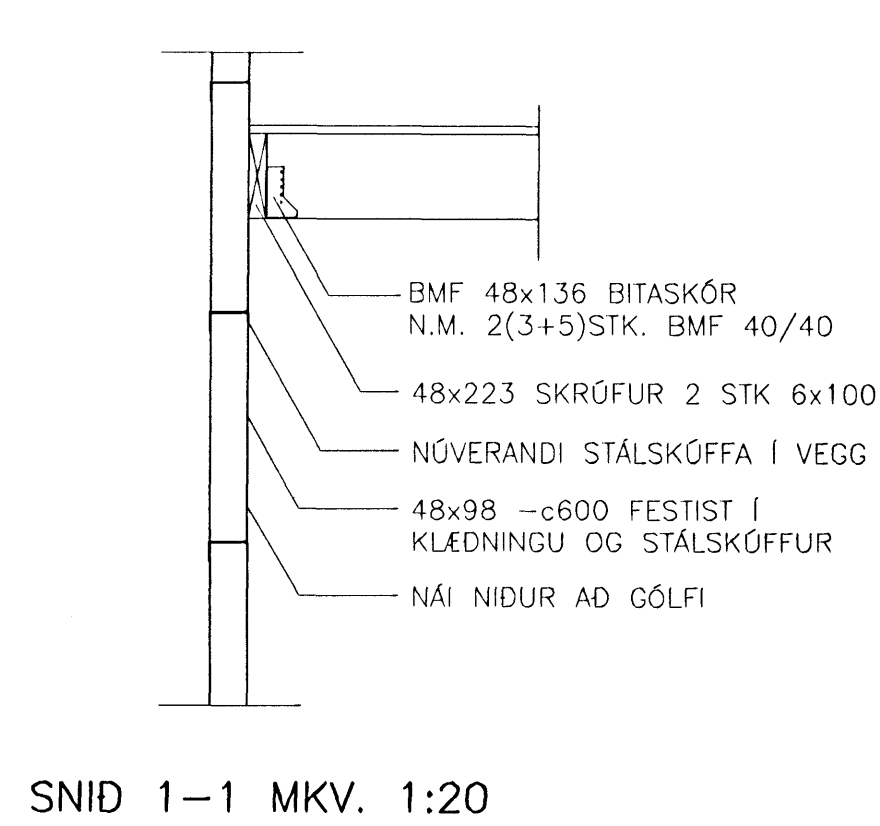 BMF 48x136 BITASKÓR
N.M. 2(3+5)STK. BMF 40/40
48x223 SKRÚFUR 2 STK 6x100
NÚVERANDI STÁLSKÚFFA Í VEGG
48x98 -c600 FESTIST Í
KLÆÐNINGU OG STÁLSKÚFFUR
NÁI NIÐUR AÐ GÓLFI
SNIÐ 1-1 MKV. 1:20